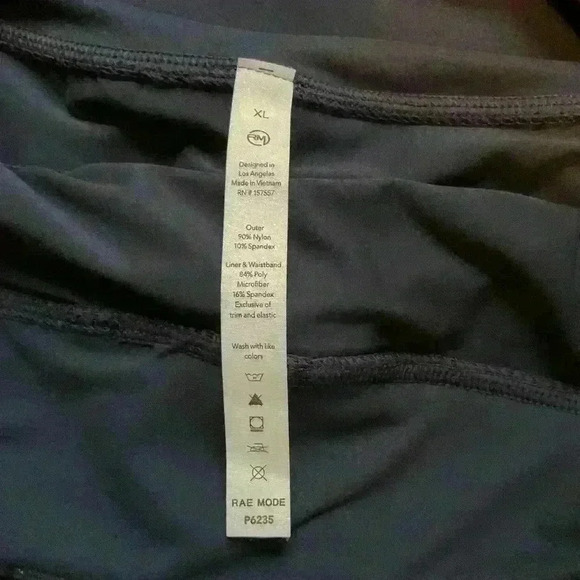 XL
RM
Designed in
Los Angeles
Made in Vietnam
RN # 157557
Outer
90% Nylon
10% Spandex
Liner & Waistband
84% Poly
Microfiber
16% Spandex
Exclusive of
trim and elastic
Wash with like
colors
RAE MODE
P6235